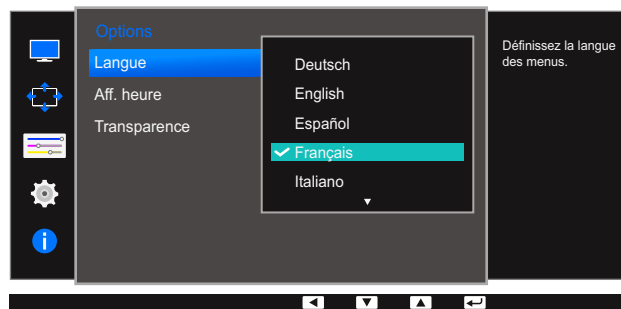 Options
Langue
Aff. heure
Transparence
Deutsch
English
Español
Français
Italiano
Définissez la langue
des menus.